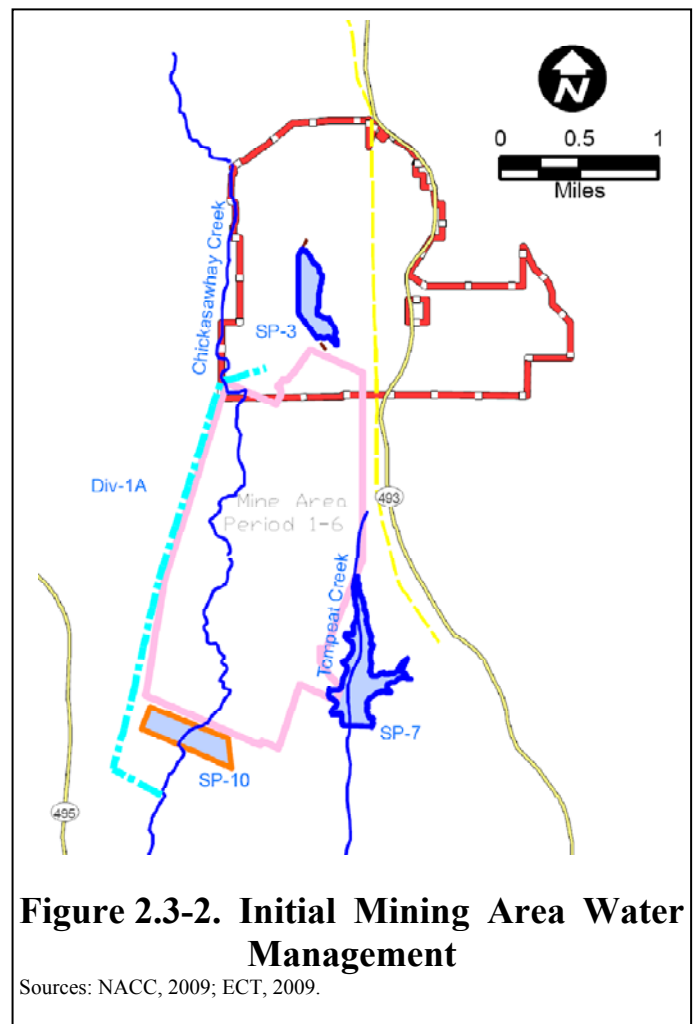 N
0 0.5 1
Miles
Chickasawhay Creek
SP-3
Div-1A
493
Mine Area
Period 1-6
Tompeat Creek
SP-7
SP-10
495
Figure 2.3-2. Initial Mining Area Water
Management
Sources: NACC, 2009; ECT, 2009.